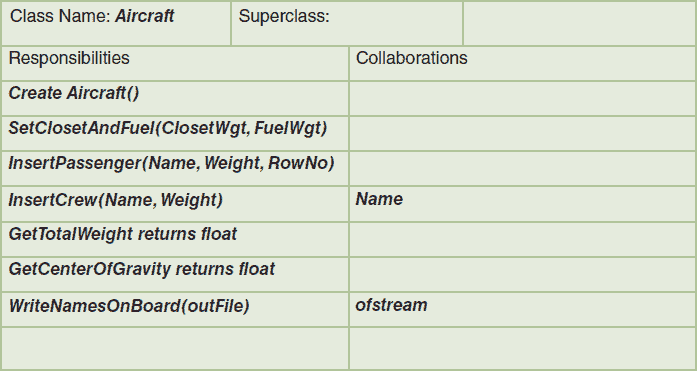 Class Name: Aircraft Superclass:
Responsibilities Collaborations
Create Aircraft()
SetClosetAndFuel(ClosetWgt, FuelWgt)
InsertPassenger(Name, Weight, RowNo)
InsertCrew(Name, Weight) Name
GetTotalWeight returns float
GetCenterOfGravity returns float
WriteNamesOnBoard(outFile) ofstream